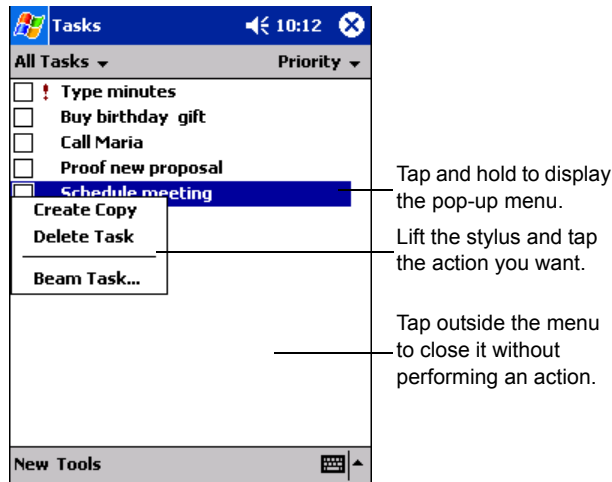 Tasks 10:12
All Tasks Priority
! Type minutes
Buy birthday gift
Call Maria
Proof new proposal
Schedule meeting
Create Copy
Delete Task
Beam Task...
New Tools
Tap and hold to display
the pop-up menu.
Lift the stylus and tap
the action you want.
Tap outside the menu
to close it without
performing an action.